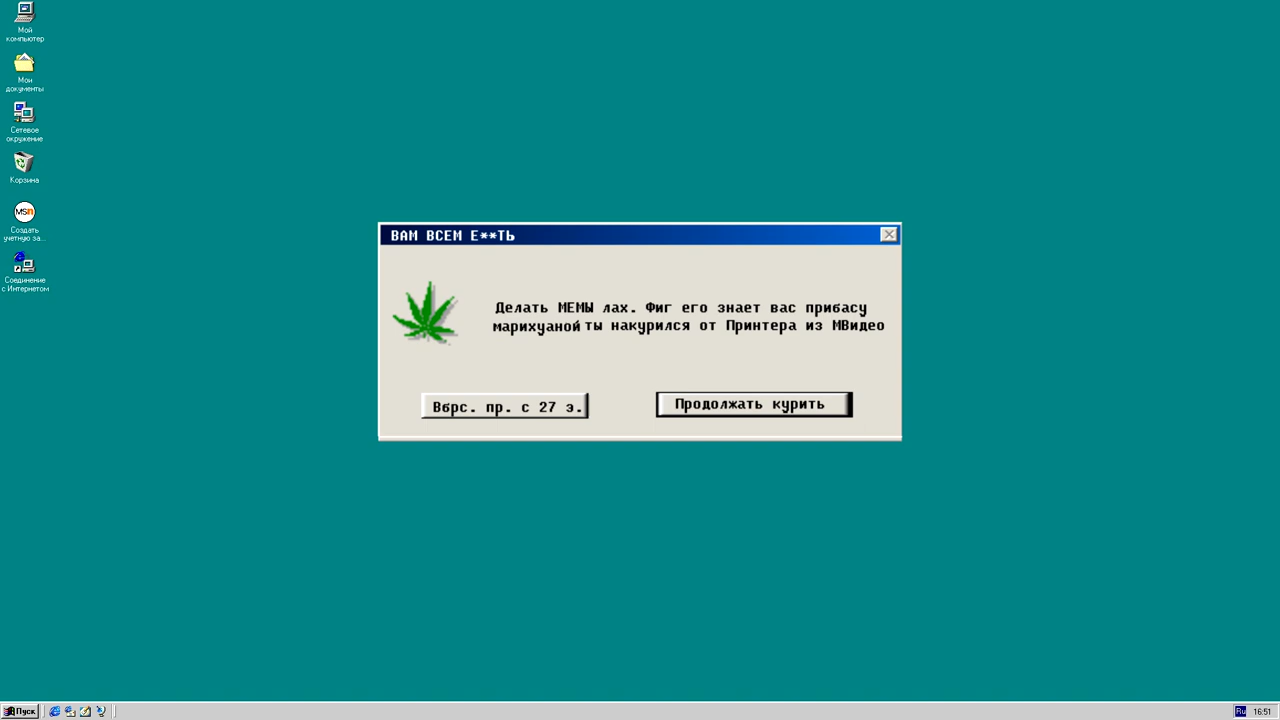 Мой
компьютер
Мои
документы
Сетевое
окружение
Корзина
msn
Создать
учетную за...
Соединение
с Интернетом
ВАМ ВСЕМ Е**ТЬ
Делать МЕМЫ лах. Фиг его знает вас прибасу
марихуаной ты накурился от Принтера из МВидео
Вбрс. пр. с 27 э.
Продолжать курить
Пуск
Ru
16:51